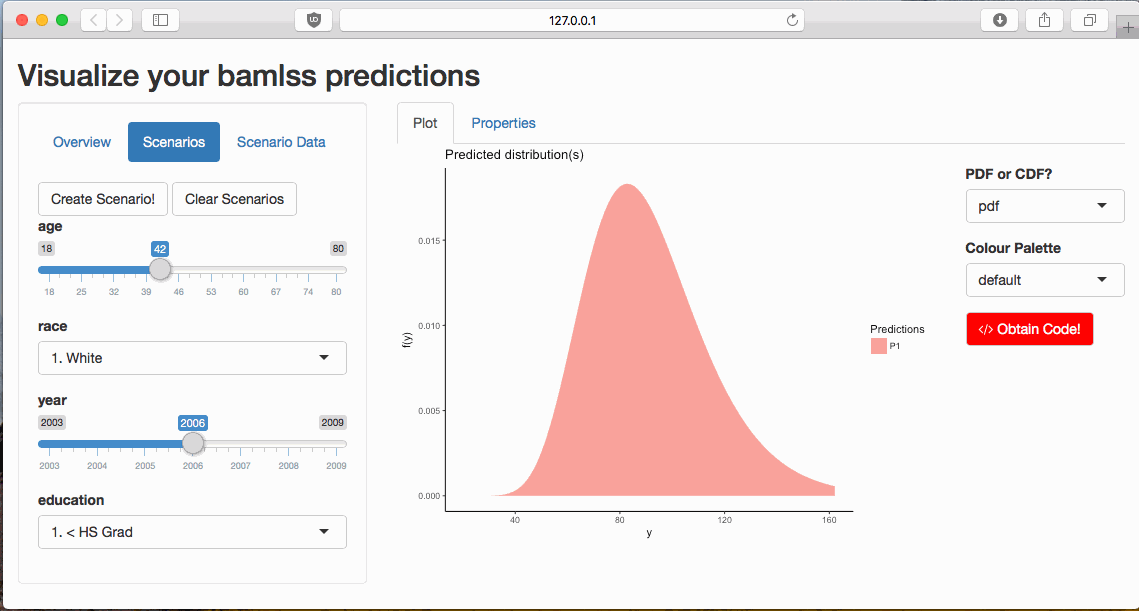 127.0.0.1
Visualize your bamlss predictions
Overview Scenarios Scenario Data
Create Scenario! Clear Scenarios
age
18 42 80
18 25 32 39 46 53 60 67 74 80
race
1. White
year
2003 2006 2009
2003 2004 2005 2006 2007 2008 2009
education
1. < HS Grad
Plot Properties
Predicted distribution(s)
0.015
0.010
0.005
0.000
f(y)
40 80 120 160
y
Predictions
P1
PDF or CDF?
pdf
Colour Palette
default
</> Obtain Code!